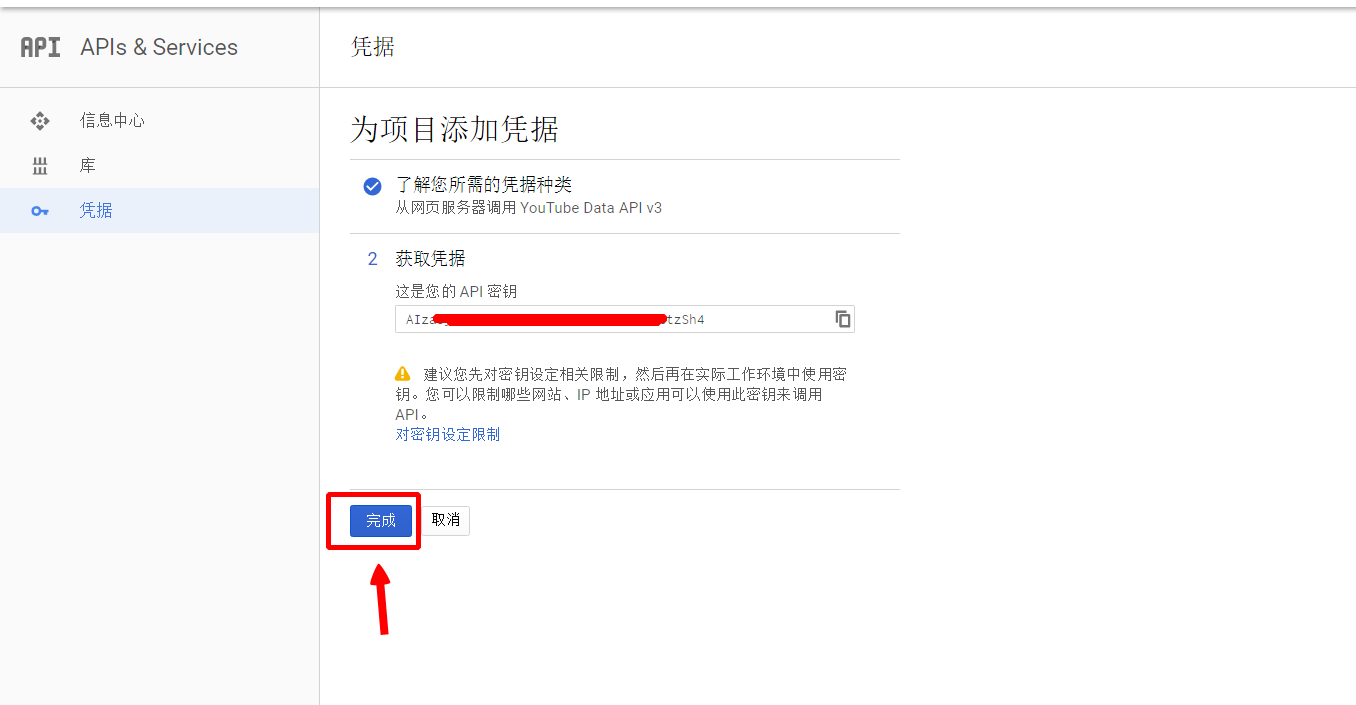 API APIs & Services
凭据
信息中心
库
凭据
为项目添加凭据
了解您所需的凭据种类
从网页服务器调用 YouTube Data API v3
2 获取凭据
这是您的 API 密钥
AIza tzSh4
建议您先对密钥设定相关限制，然后再在实际工作环境中使用密
钥。您可以限制哪些网站、IP 地址或应用可以使用此密钥来调用
API。
对密钥设定限制
完成
取消